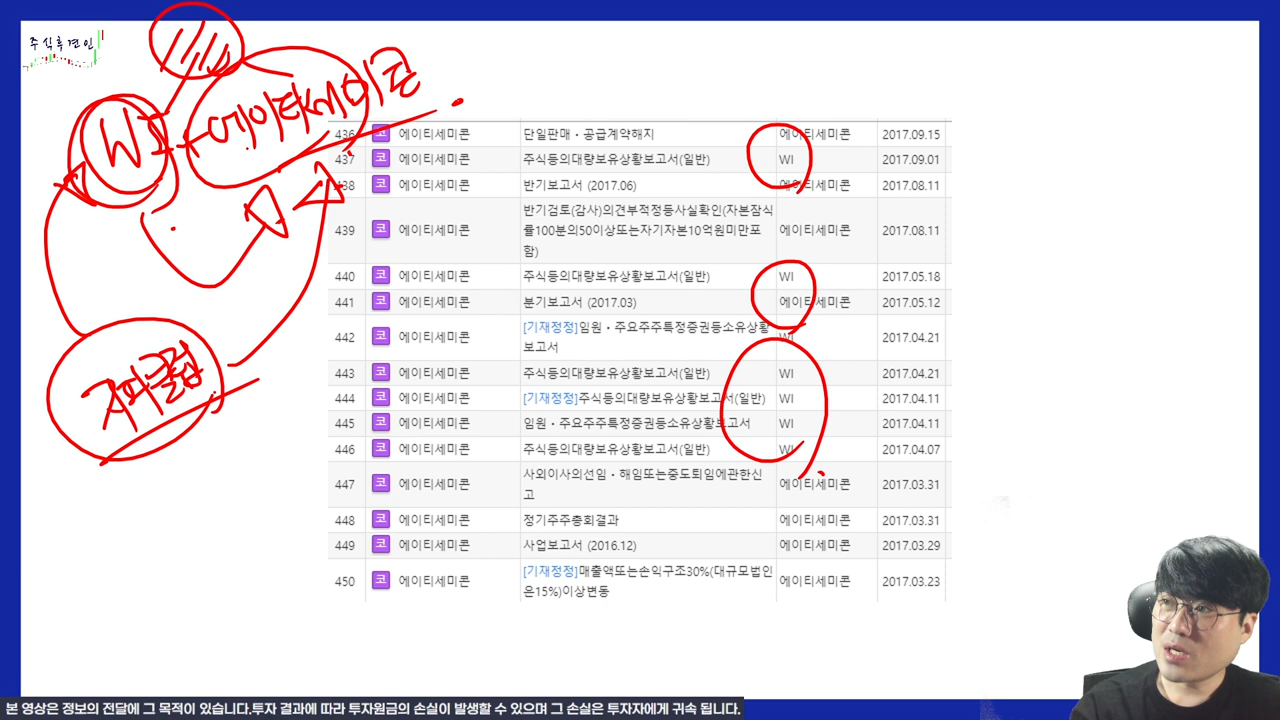 주식후견인
WI
에이티세미콘
지피클럽
436 코 에이티세미콘 단일판매・공급계약해지 에이티세미콘 2017.09.15
437 코 에이티세미콘 주식등의대량보유상황보고서(일반) WI 2017.09.01
438 코 에이티세미콘 반기보고서 (2017.06) 에이티세미콘 2017.08.11
439 코 에이티세미콘 반기검토(감사)의견부적정등사실확인(자본잠식
률100분의50이상또는자기자본10억원미만포
함) 에이티세미콘 2017.08.11
440 코 에이티세미콘 주식등의대량보유상황보고서(일반) WI 2017.05.18
441 코 에이티세미콘 분기보고서 (2017.03) 에이티세미콘 2017.05.12
442 코 에이티세미콘 [기재정정]임원・주요주주특정증권등소유상황
보고서 WI 2017.04.21
443 코 에이티세미콘 주식등의대량보유상황보고서(일반) WI 2017.04.21
444 코 에이티세미콘 [기재정정]주식등의대량보유상황보고서(일반) WI 2017.04.11
445 코 에이티세미콘 임원・주요주주특정증권등소유상황보고서 WI 2017.04.11
446 코 에이티세미콘 주식등의대량보유상황보고서(일반) WI 2017.04.07
447 코 에이티세미콘 사외이사의선임・해임또는중도퇴임에관한신
고 에이티세미콘 2017.03.31
448 코 에이티세미콘 정기주주총회결과 에이티세미콘 2017.03.31
449 코 에이티세미콘 사업보고서 (2016.12) 에이티세미콘 2017.03.29
450 코 에이티세미콘 [기재정정]매출액또는손익구조30%(대규모법인
은15%)이상변동 에이티세미콘 2017.03.23
본 영상은 정보의 전달에 그 목적이 있습니다.투자 결과에 따라 투자원금의 손실이 발생할 수 있으며 그 손실은 투자자에게 귀속 됩니다.